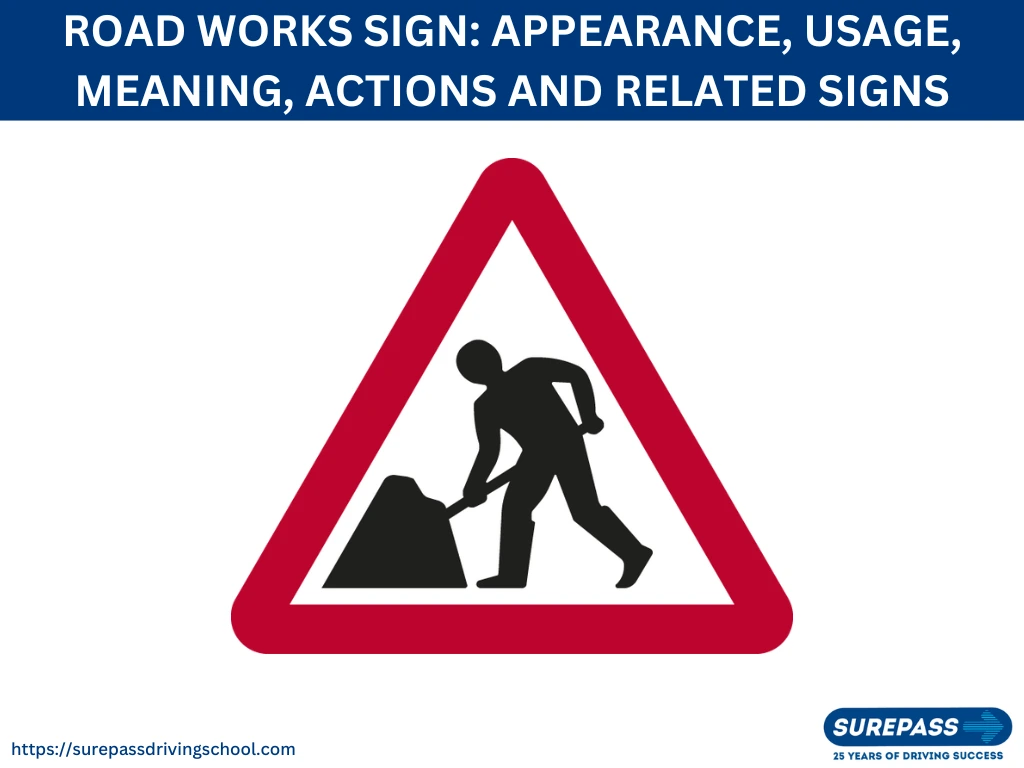 ROAD WORKS SIGN: APPEARANCE, USAGE,
MEANING, ACTIONS AND RELATED SIGNS
https://surepassdrivingschool.com
SUREPASS
25 YEARS OF DRIVING SUCCESS